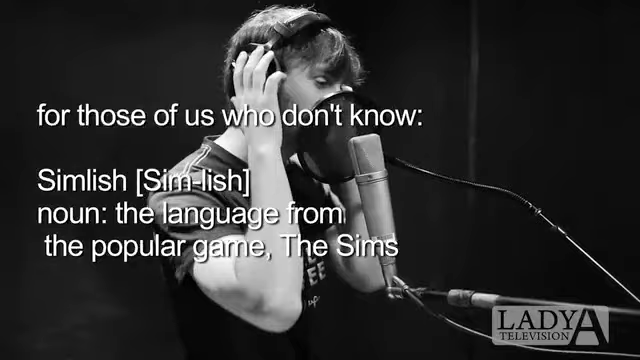 for those of us who don't know:
Simlish [Sim-lish]
noun: the language from
the popular game, The Sims
LADY A
TELEVISION